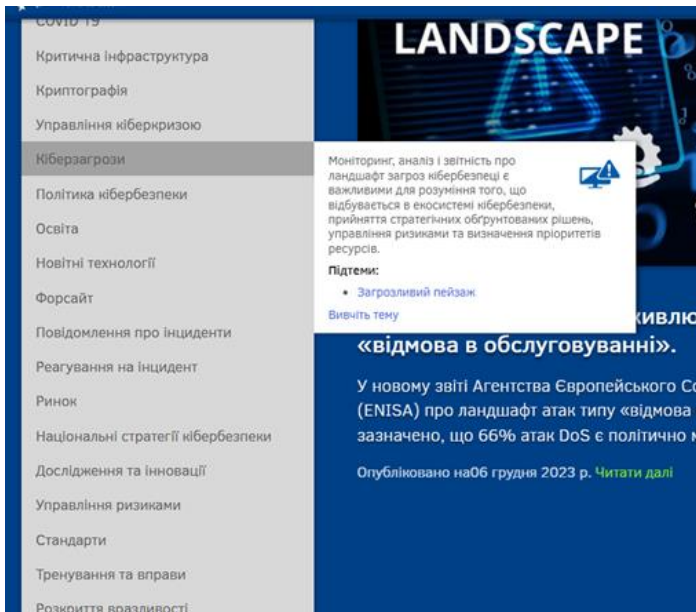 COVID 19
Критична інфраструктура
Криптографія
Управління кіберкризою
Кіберзагрози
Політика кібербезпеки
Освіта
Новітні технології
Форсайт
Повідомлення про інциденти
Реагування на інцидент
Ринок
Національні стратегії кібербезпеки
Дослідження та інновації
Управління ризиками
Стандарти
Тренування та вправи
Розкриття вразливості
LANDSCAPE
Моніторинг, аналіз і звітність про
ландшафт загроз кібербезпеці є
важливими для розуміння того, що
відбувається в екосистемі кібербезпеки,
прийняття стратегічних обґрунтованих рішень,
управління ризиками та визначення пріоритетів
ресурсів.
Підтеми:
Загрозливий пейзаж
Вивчіть тему
«відмова в обслуговуванні».
У новому звіті Агентства Європейського
(ENISA) про ландшафт атак типу «відмова
зазначено, що 66% атак DoS є політично
Опубліковано на06 грудня 2023 р. Читати далі